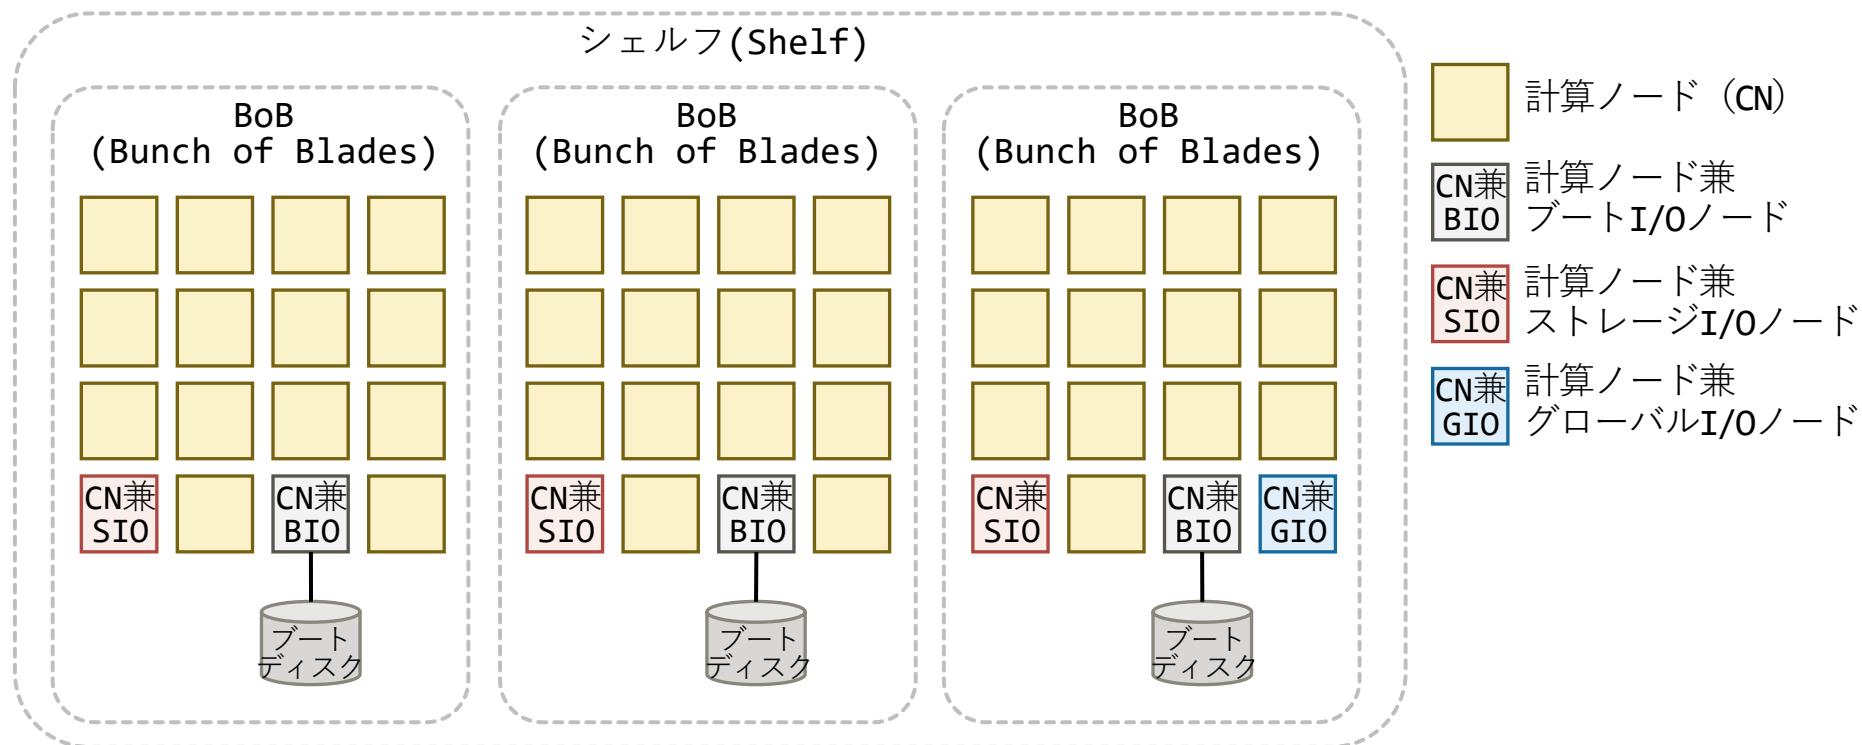 シェルフ(Shelf)
BoB
(Bunch of Blades)
CN兼
SIO
CN兼
BIO
ブート
ディスク
BoB
(Bunch of Blades)
CN兼
SIO
CN兼
BIO
ブート
ディスク
BoB
(Bunch of Blades)
CN兼
SIO
CN兼
BIO
CN兼
GIO
ブート
ディスク
計算ノード（CN）
CN兼
BIO
計算ノード兼
ブートI/Oノード
CN兼
SIO
計算ノード兼
ストレージI/Oノード
CN兼
GIO
計算ノード兼
グローバルI/Oノード